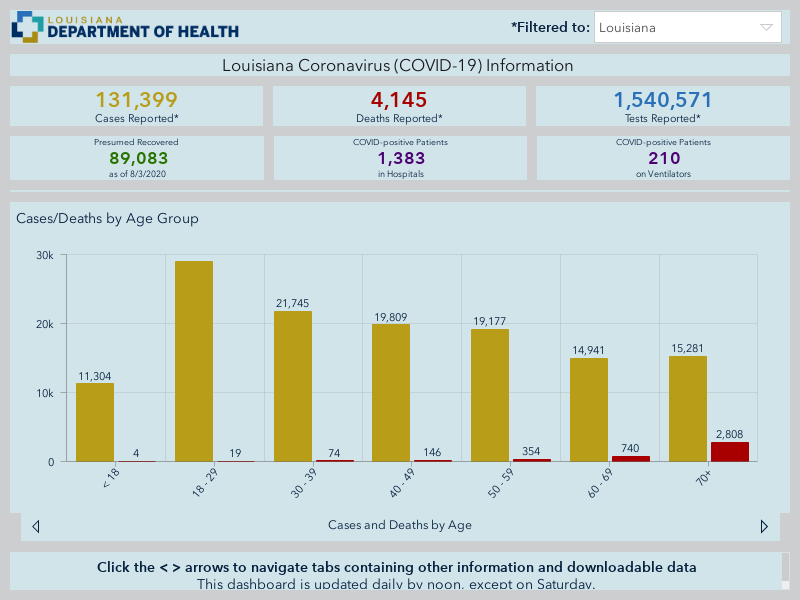 LOUISIANA
DEPARTMENT OF HEALTH
*Filtered to: Louisiana
Louisiana Coronavirus (COVID-19) Information
131,399 4,145 1,540,571
Cases Reported* Deaths Reported* Tests Reported*
Presumed Recovered COVID-positive Patients COVID-positive Patients
89,083 1,383 210
as of 8/3/2020 in Hospitals on Ventilators
Cases/Deaths by Age Group
30k
21,745
20k 19,809 19,177
14,941 15,281
11,304
10k
2,808
4 19 74 146 354 740
0
< 18 18 - 29 30 - 39 40 - 49 50 - 59 60 - 69 70+
Cases and Deaths by Age
Click the < > arrows to navigate tabs containing other information and downloadable data
This dashboard is updated daily by noon, except on Saturday.